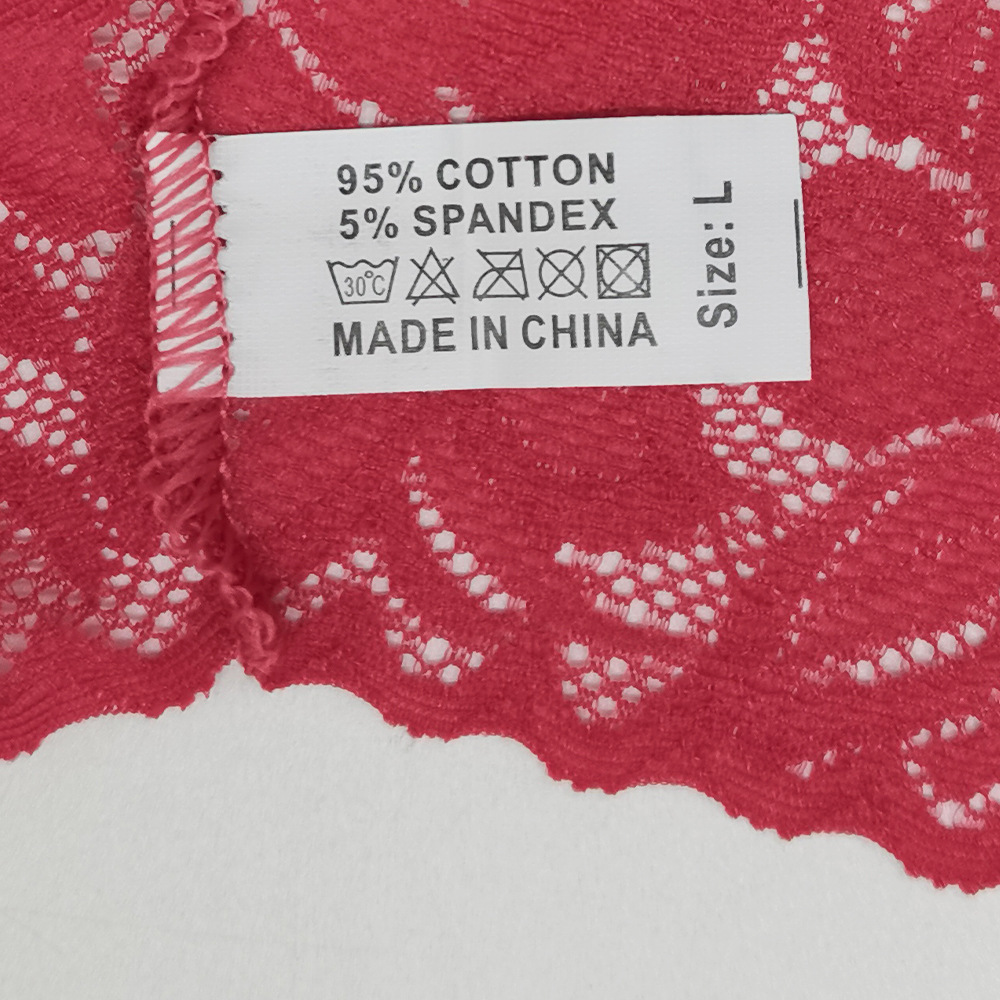 95% COTTON
5% SPANDEX
30°C
MADE IN CHINA
Size: L